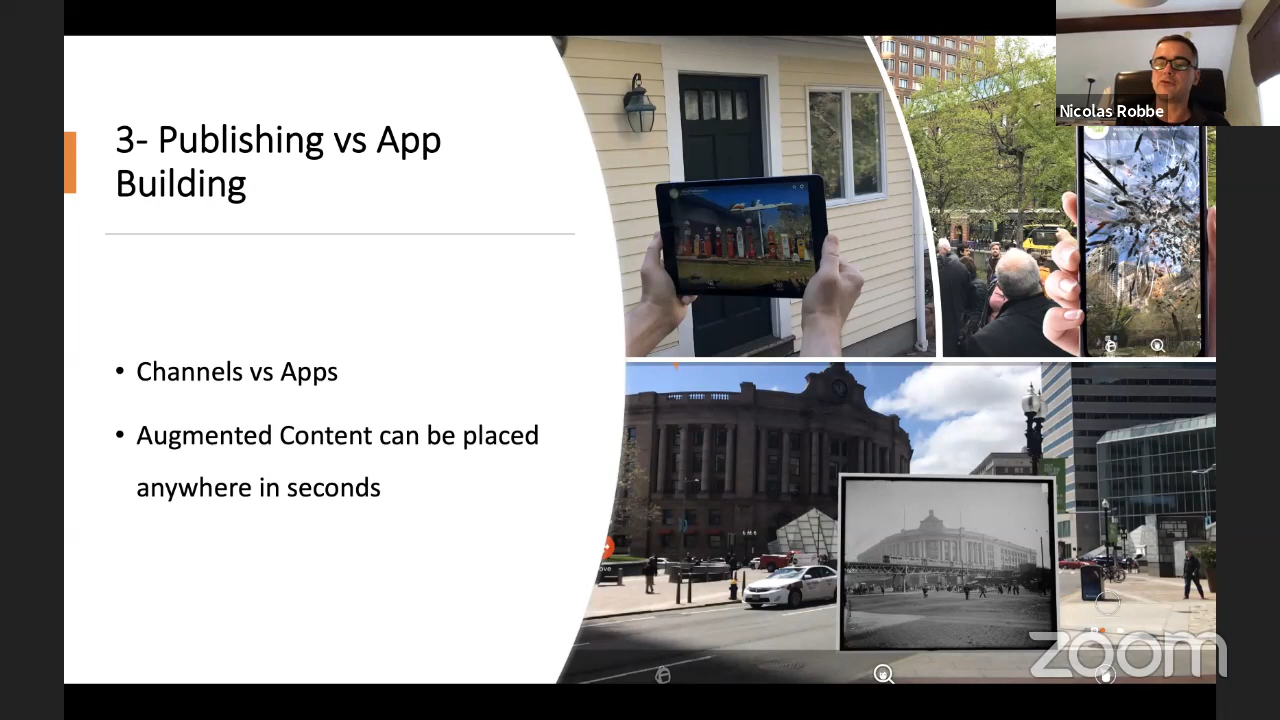 3- Publishing vs App
Building
• Channels vs Apps
• Augmented Content can be placed
anywhere in seconds
Nicolas Robbe
zoom